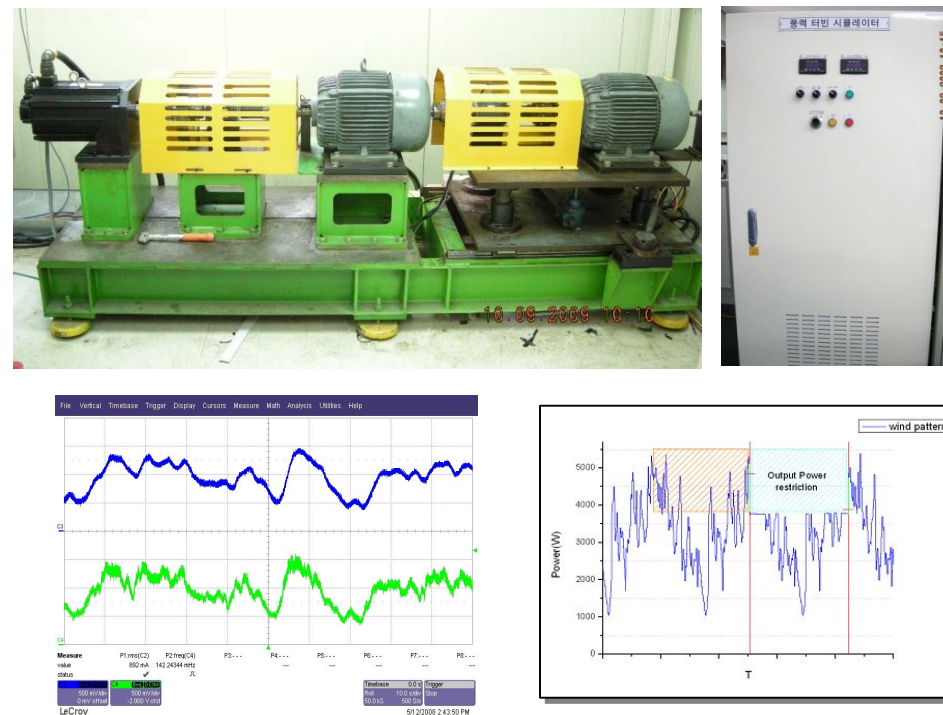 풍력 터빈 시뮬레이터
10.09.2009 10:10
File Vertical Timebase Trigger Display Cursors Measure Math Analysis Utilities Help
C3
C4
Measure P1:rms(C2) P2:freq(C4) P3:--- P4:--- P5:--- P6:--- P7:--- P8:---
value 892 mA 142.24344 mHz --- --- --- --- --- ---
status
500 mV/div 500 mV/div
0 mV offset -2.000 V ofst
Timebase 0.0 s Trigger
Roll 10.0 s/div Stop
50.0 kS 500 S/s
LeCroy 5/12/2008 2:43:50 PM
wind pattern
Output Power
restriction
Power(W)
5000
4000
3000
2000
1000
0
T